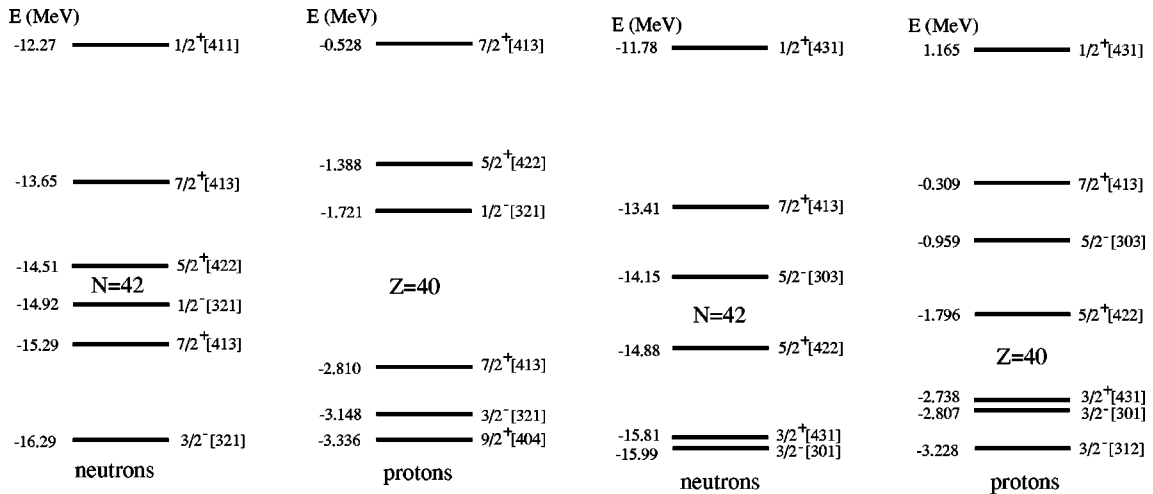 E (MeV)
-12.27 1/2+[411]
-13.65 7/2+[413]
-14.51 5/2+[422]
N=42
-14.92 1/2-[321]
-15.29 7/2+[413]
-16.29 3/2-[321]
neutrons
E (MeV)
-0.528 7/2+[413]
-1.388 5/2+[422]
-1.721 1/2-[321]
Z=40
-2.810 7/2+[413]
-3.148 3/2-[321]
-3.336 9/2+[404]
protons
E (MeV)
-11.78 1/2+[431]
-13.41 7/2+[413]
-14.15 5/2-[303]
N=42
-14.88 5/2+[422]
-15.81 3/2+[431]
-15.99 3/2-[301]
neutrons
E (MeV)
1.165 1/2+[431]
-0.309 7/2+[413]
-0.959 5/2-[303]
-1.796 5/2+[422]
Z=40
-2.738 3/2+[431]
-2.807 3/2-[301]
-3.228 3/2-[312]
protons